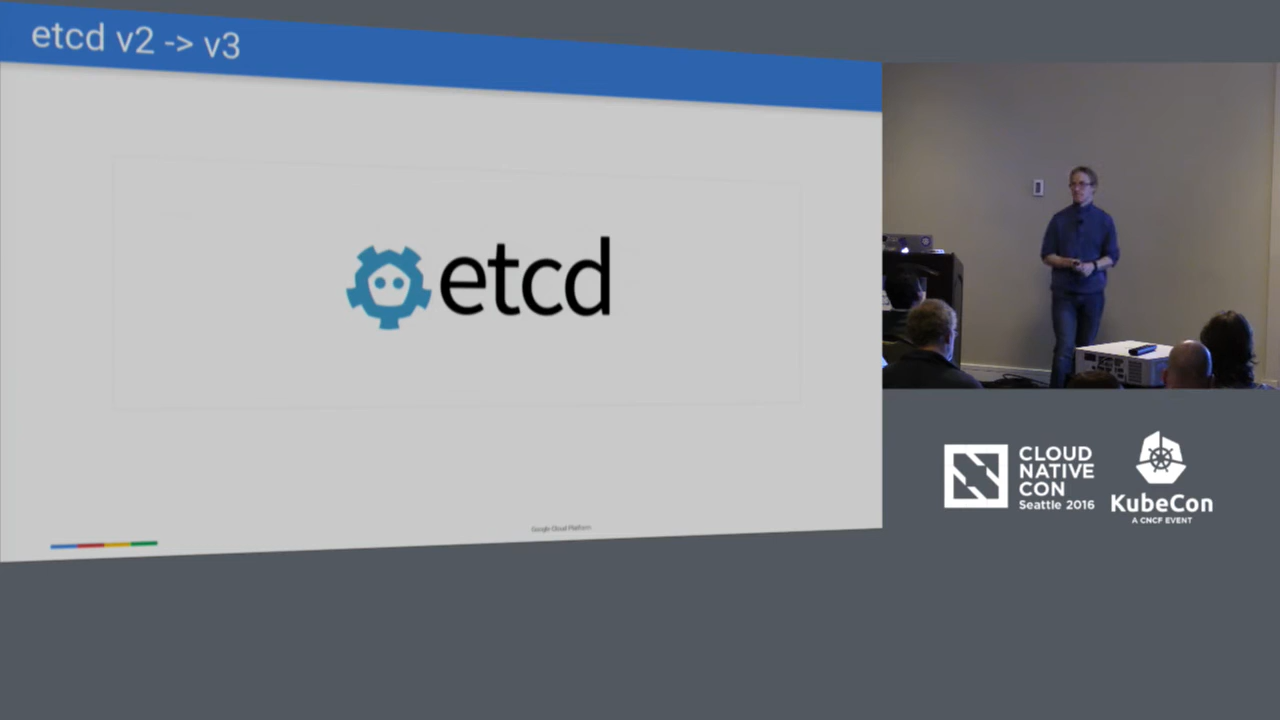 etcd v2 -> v3
etcd
Google Cloud Platform
CLOUD
NATIVE
CON
Seattle 2016
KubeCon
A CNCF EVENT